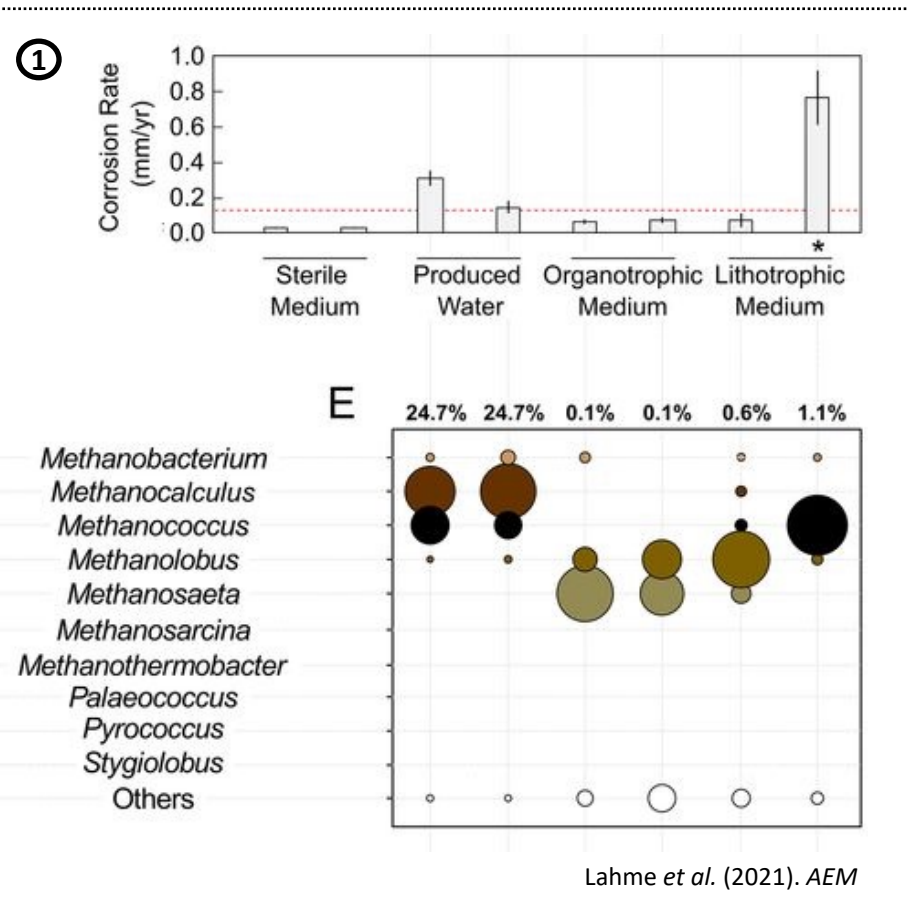 1
Corrosion Rate
(mm/yr)
1.0
0.8
0.6
0.4
0.2
0.0
*
Sterile
Medium
Produced
Water
Organotrophic
Medium
Lithotrophic
Medium
E
24.7% 24.7% 0.1% 0.1% 0.6% 1.1%
Methanobacterium
Methanocalculus
Methanococcus
Methanolobus
Methanosaeta
Methanosarcina
Methanothermobacter
Palaeococcus
Pyrococcus
Stygiolobus
Others
Lahme et al. (2021). AEM